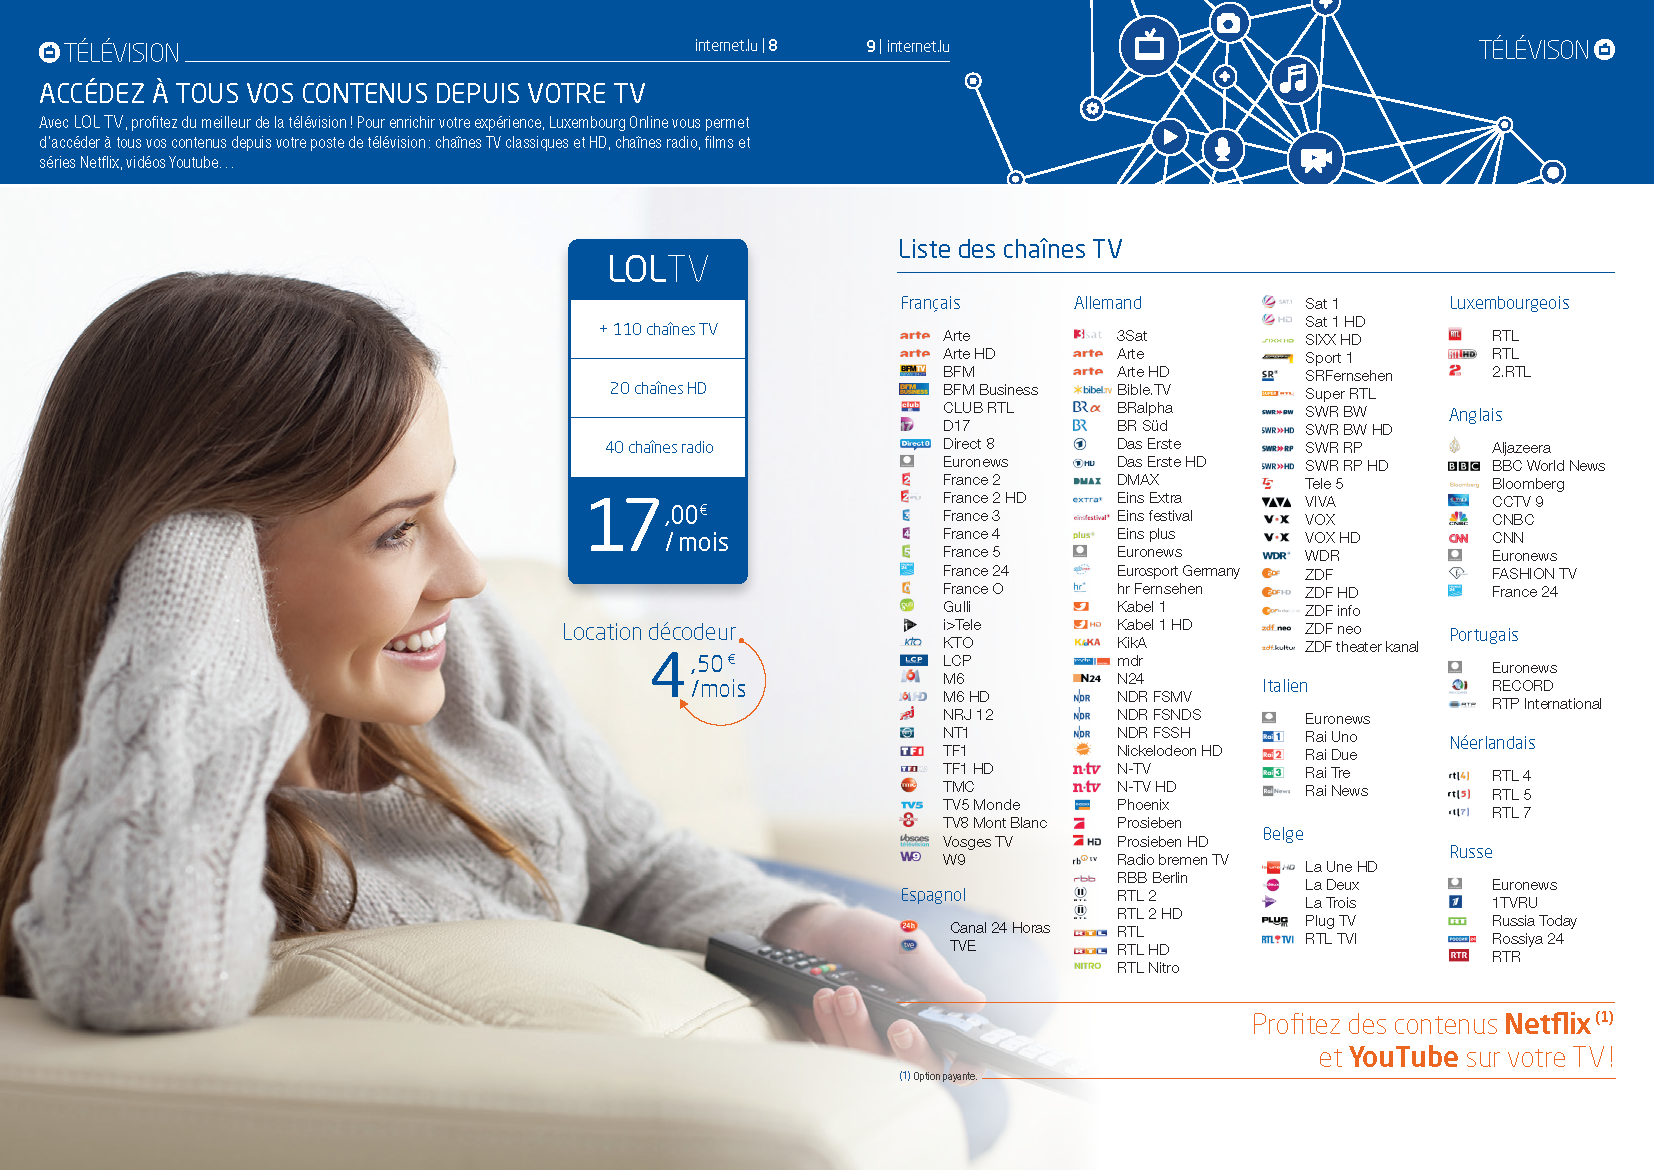 TÉLÉVISION
internet.lu | 8
9 | internet.lu
TÉLÉVISON
ACCÉDEZ À TOUS VOS CONTENUS DEPUIS VOTRE TV
Avec LOL TV, profitez du meilleur de la télévision ! Pour enrichir votre expérience, Luxembourg Online vous permet
d'accéder à tous vos contenus depuis votre poste de télévision : chaînes TV classiques et HD, chaînes radio, films et
séries Netflix, vidéos Youtube...
LOLTV
+ 110 chaînes TV
20 chaînes HD
40 chaînes radio
17,00€
/ mois
Location décodeur
4,50 €
/mois
Liste des chaînes TV
Français
Arte
Arte HD
BFM
BFM Business
CLUB RTL
D17
Direct 8
Euronews
France 2
France 2 HD
France 3
France 4
France 5
France 24
France O
Gulli
i>Tele
KTO
LCP
M6
M6 HD
NRJ 12
NT1
TF1
TF1 HD
TMC
TV5 Monde
TV8 Mont Blanc
Vosges TV
W9
Espagnol
Canal 24 Horas
TVE
Allemand
3Sat
Arte
Arte HD
Bible.TV
BRalpha
BR Süd
Das Erste
Das Erste HD
DMAX
Eins Extra
Eins festival
Eins plus
Euronews
Eurosport Germany
hr Fernsehen
Kabel 1
Kabel 1 HD
KikA
mdr
N24
NDR FSMV
NDR FSNDS
NDR FSSH
Nickelodeon HD
N-TV
N-TV HD
Phoenix
Prosieben
Prosieben HD
Radio bremen TV
RBB Berlin
RTL 2
RTL 2 HD
RTL
RTL HD
RTL Nitro
Sat 1
Sat 1 HD
SIXX HD
Sport 1
SRFernsehen
Super RTL
SWR BW
SWR BW HD
SWR RP
SWR RP HD
Tele 5
VIVA
VOX
VOX HD
WDR
ZDF
ZDF HD
ZDF info
ZDF neo
ZDF theater kanal
Italien
Euronews
Rai Uno
Rai Due
Rai Tre
Rai News
Belge
La Une HD
La Deux
La Trois
Plug TV
RTL TVI
Luxembourgeois
RTL
RTL
2.RTL
Anglais
Aljazeera
BBC World News
Bloomberg
CCTV 9
CNBC
CNN
Euronews
FASHION TV
France 24
Portugais
Euronews
RECORD
RTP International
Néerlandais
RTL 4
RTL 5
RTL 7
Russe
Euronews
1TVRU
Russia Today
Rossiya 24
RTR
Profitez des contenus Netflix (1)
et YouTube sur votre TV !
(1) Option payante.